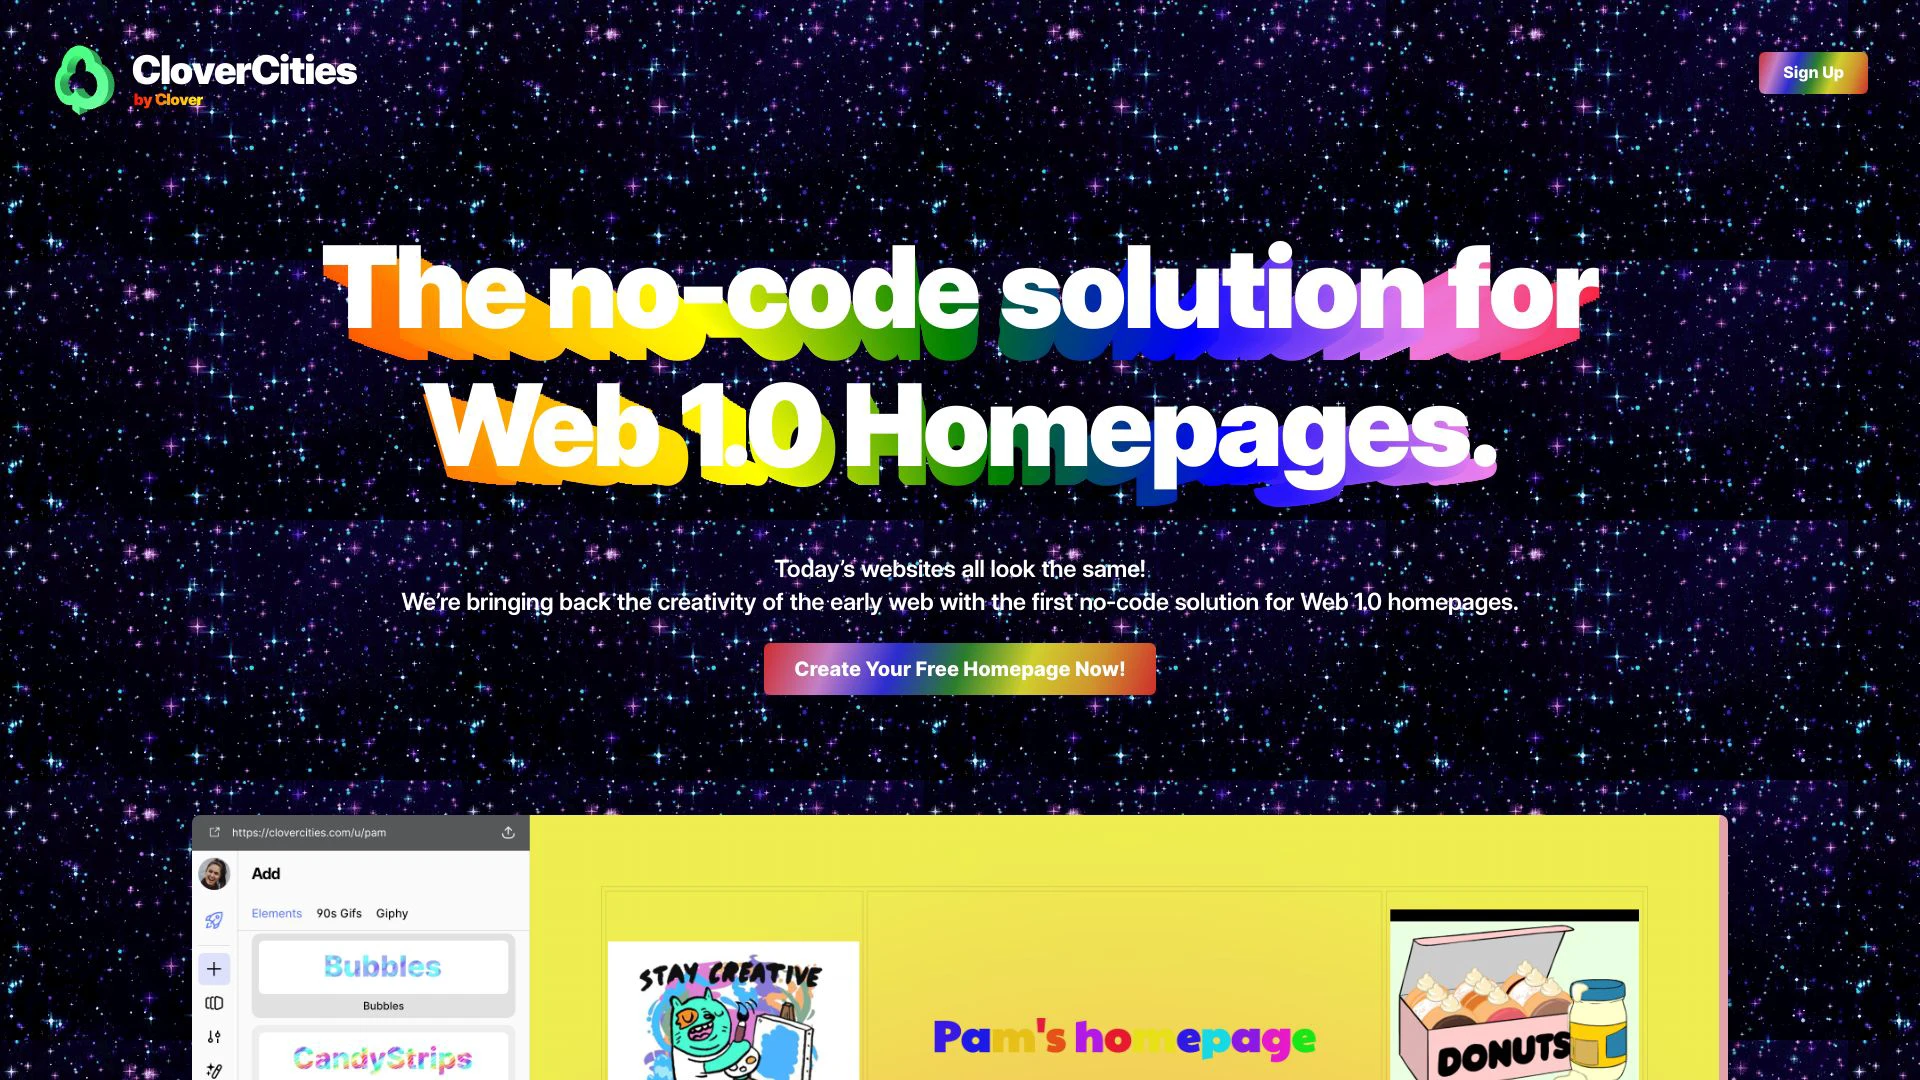 CloverCities
by Clover
Sign Up
The no-code solution for
Web 1.0 Homepages.
Today's websites all look the same!
We're bringing back the creativity of the early web with the first no-code solution for Web 1.0 homepages.
Create Your Free Homepage Now!
https://clovercities.com/u/pam
Add
Elements 90s Gifs Giphy
Bubbles
Bubbles
CandyStrips
STAY CREATIVE
Pam's homepage
DONUTS